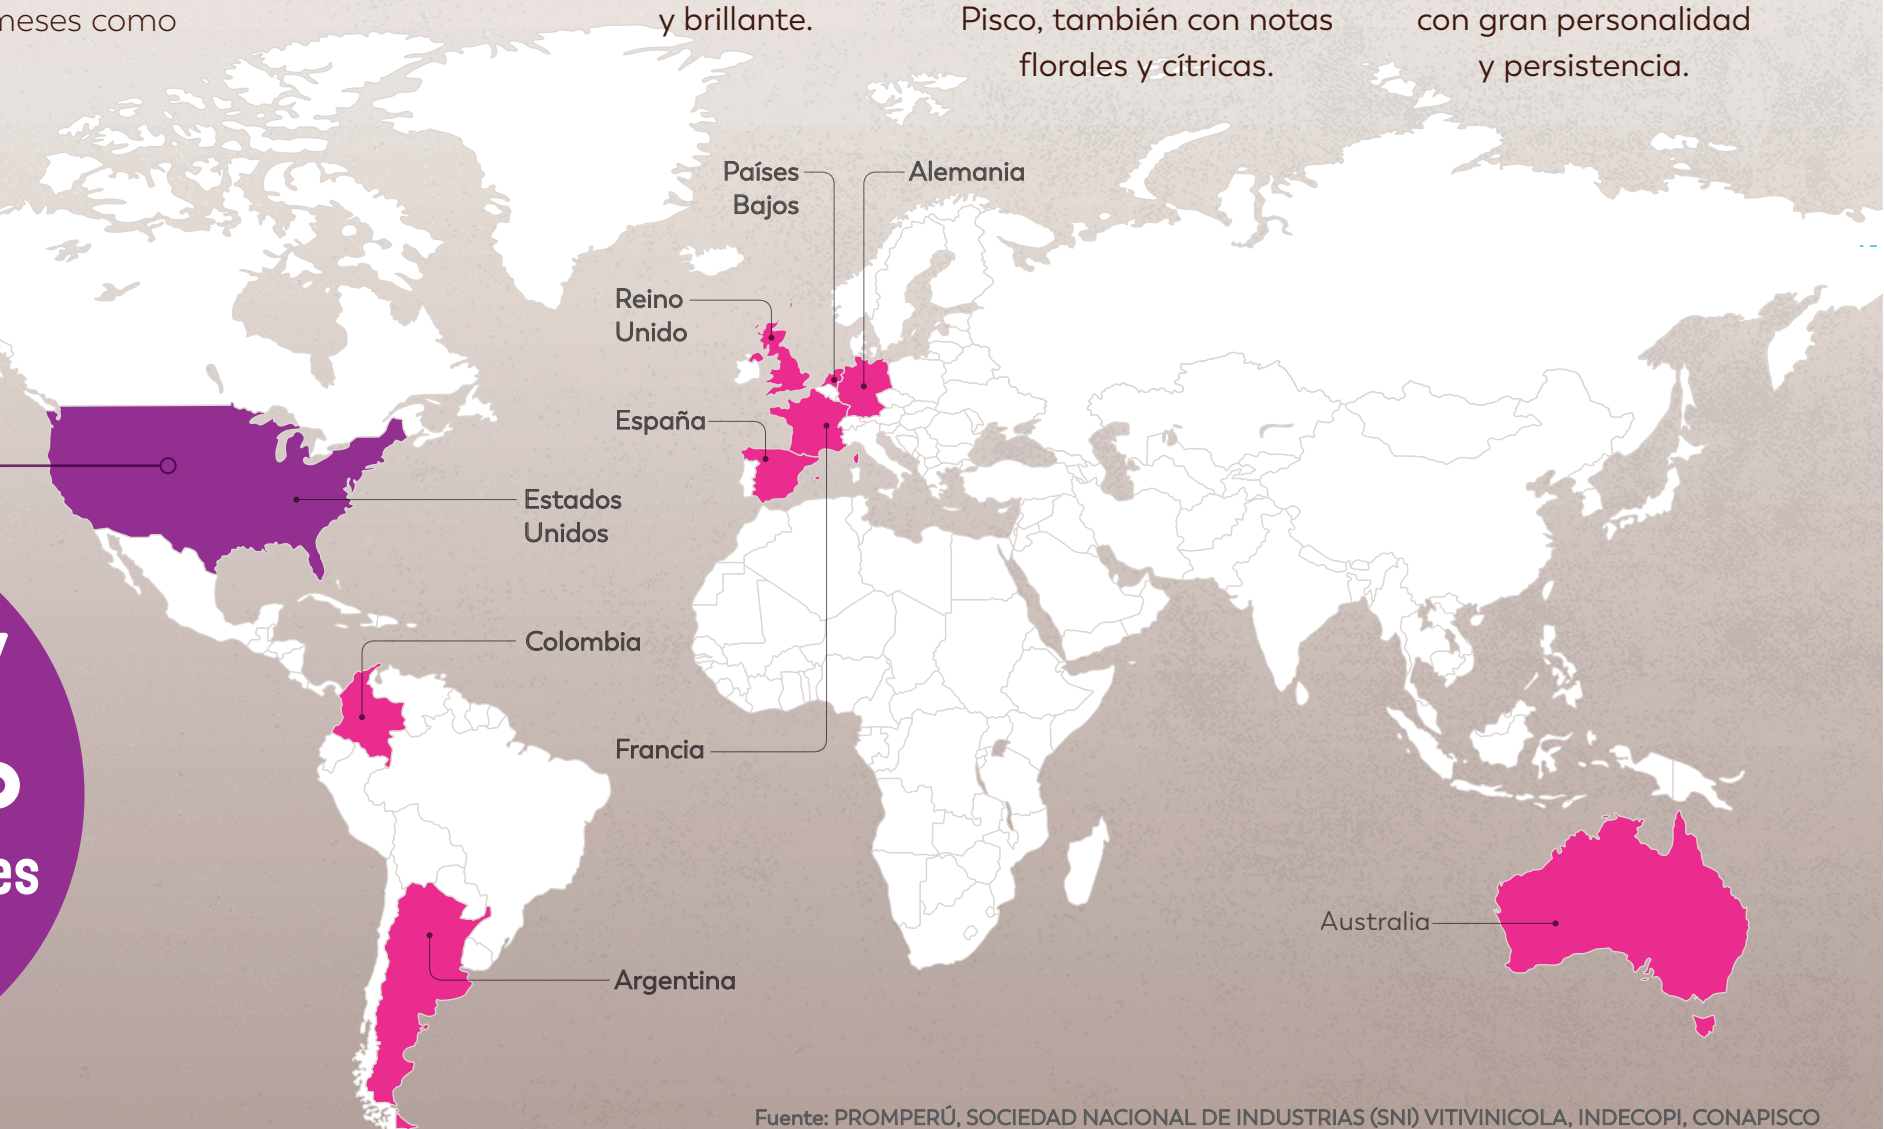 meses como
y brillante.
Pisco, también con notas
florales y cítricas.
con gran personalidad
y persistencia.
Países
Bajos
Alemania
Reino
Unido
España
Estados
Unidos
Colombia
Francia
Argentina
Australia
es
Fuente: PROMPERÚ, SOCIEDAD NACIONAL DE INDUSTRIAS (SNI) VITIVINICOLA, INDECOPI, CONAPISCO